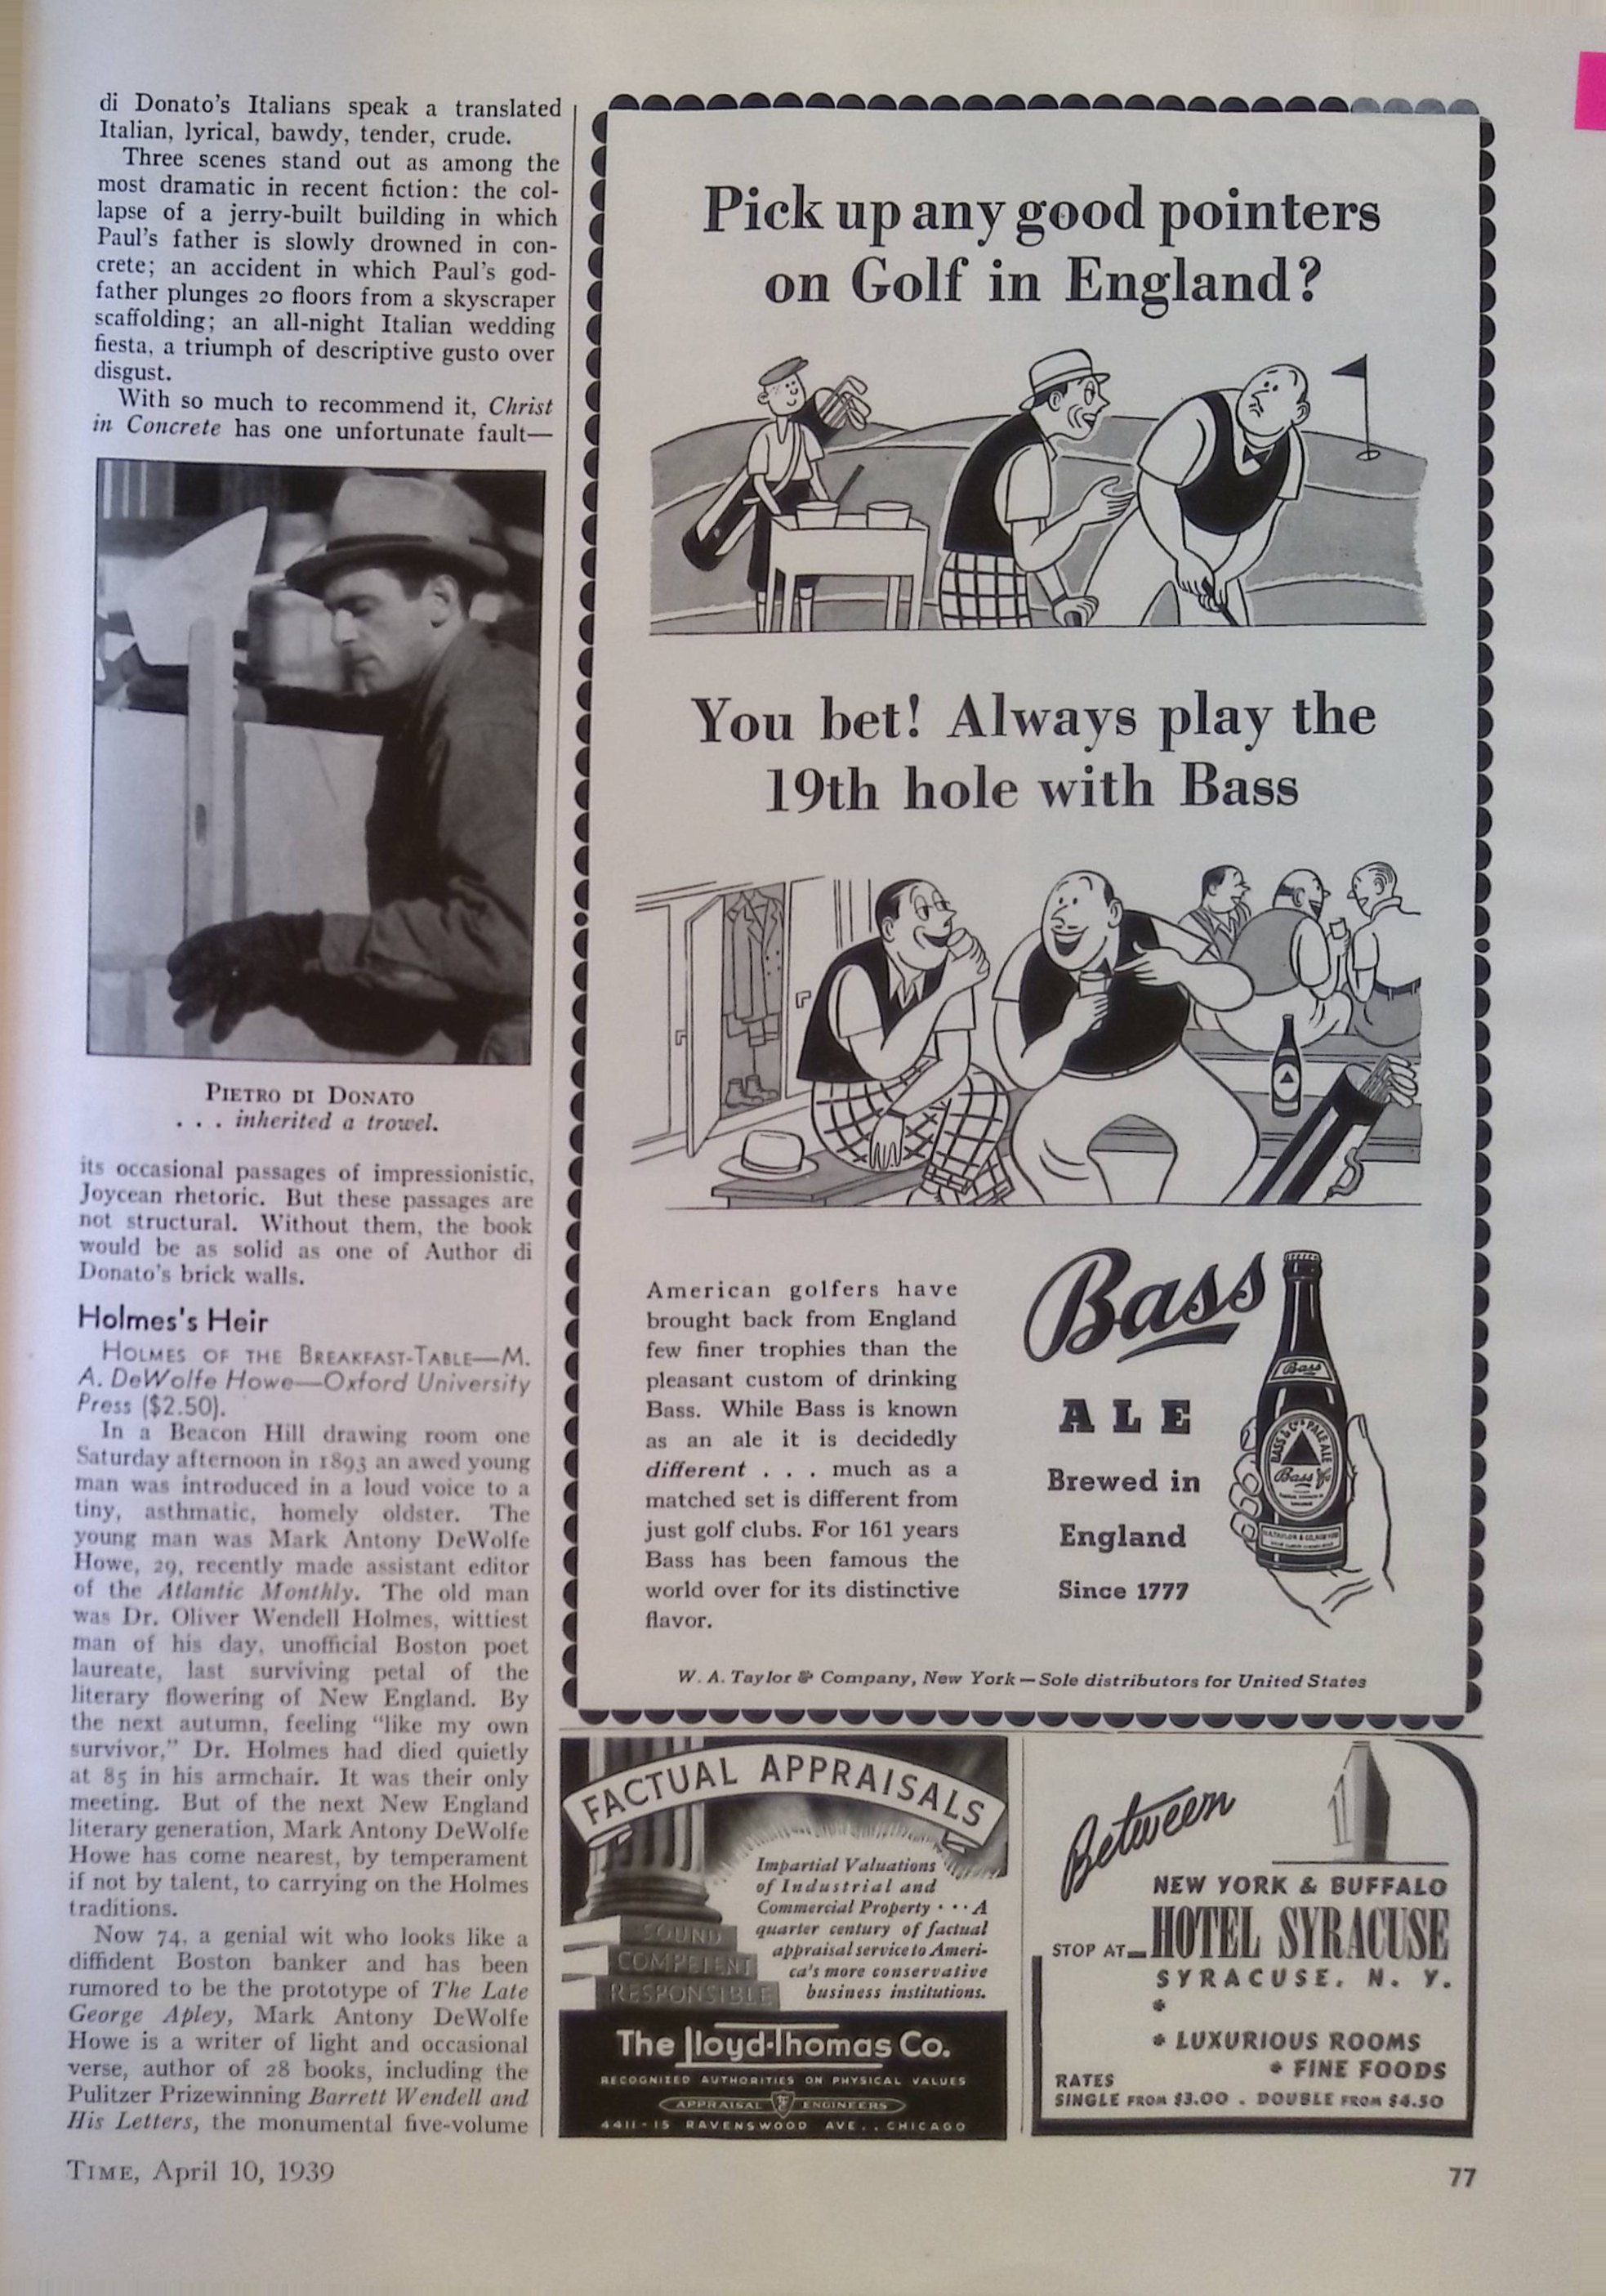 di Donato's Italians speak a translated
Italian, lyrical, bawdy, tender, crude.
Three scenes stand out as among the
most dramatic in recent fiction: the col-
lapse of a jerry-built building in which
Paul's father is slowly drowned in con-
crete; an accident in which Paul's god-
father plunges 20 floors from a skyscraper
scaffolding; an all-night Italian wedding
fiesta, a triumph of descriptive gusto over
disgust.
With so much to recommend it, Christ
in Concrete has one unfortunate fault—
PIETRO DI DONATO
. . . inherited a trowel.
its occasional passages of impressionistic,
Joycean rhetoric. But these passages are
not structural. Without them, the book
would be as solid as one of Author di
Donato's brick walls.
Holmes's Heir
HOLMES OF THE BREAKFAST-TABLE—M.
A. DeWolfe Howe—Oxford University
Press ($2.50).
In a Beacon Hill drawing room one
Saturday afternoon in 1893 an awed young
man was introduced in a loud voice to a
tiny, asthmatic, homely oldster. The
young man was Mark Antony DeWolfe
Howe, 29, recently made assistant editor
of the Atlantic Monthly. The old man
was Dr. Oliver Wendell Holmes, wittiest
man of his day, unofficial Boston poet
laureate, last surviving petal of the
literary flowering of New England. By
the next autumn, feeling "like my own
survivor," Dr. Holmes had died quietly
at 85 in his armchair. It was their only
meeting. But of the next New England
literary generation, Mark Antony DeWolfe
Howe has come nearest, by temperament
if not by talent, to carrying on the Holmes
traditions.
Now 74, a genial wit who looks like a
diffident Boston banker and has been
rumored to be the prototype of The Late
George Apley, Mark Antony DeWolfe
Howe is a writer of light and occasional
verse, author of 28 books, including the
Pulitzer Prizewinning Barrett Wendell and
His Letters, the monumental five-volume
TIME, April 10, 1939
Pick up any good pointers
on Golf in England?
You bet! Always play the
19th hole with Bass
American golfers have
brought back from England
few finer trophies than the
pleasant custom of drinking
Bass. While Bass is known
as an ale it is decidedly
different . . . much as a
matched set is different from
just golf clubs. For 161 years
Bass has been famous the
world over for its distinctive
flavor.
Bass
ALE
Brewed in
England
Since 1777
Bass
BASS & Co's PALE ALE
Bass & Co
W. A. Taylor & Company, New York—Sole distributors for United States
FACTUAL APPRAISALS
Impartial Valuations
of Industrial and
Commercial Property · · · A
quarter century of factual
appraisal service to Ameri-
ca's more conservative
business institutions.
SOUND
COMPETENT
RESPONSIBLE
The Lloyd-Thomas Co.
RECOGNIZED AUTHORITIES ON PHYSICAL VALUES
APPRAISAL ENGINEERS
4411-15 RAVENSWOOD AVE., CHICAGO
Between
NEW YORK & BUFFALO
STOP AT—HOTEL SYRACUSE
SYRACUSE, N. Y.
*
* LUXURIOUS ROOMS
* FINE FOODS
RATES
SINGLE FROM $3.00 . DOUBLE FROM $4.50
77